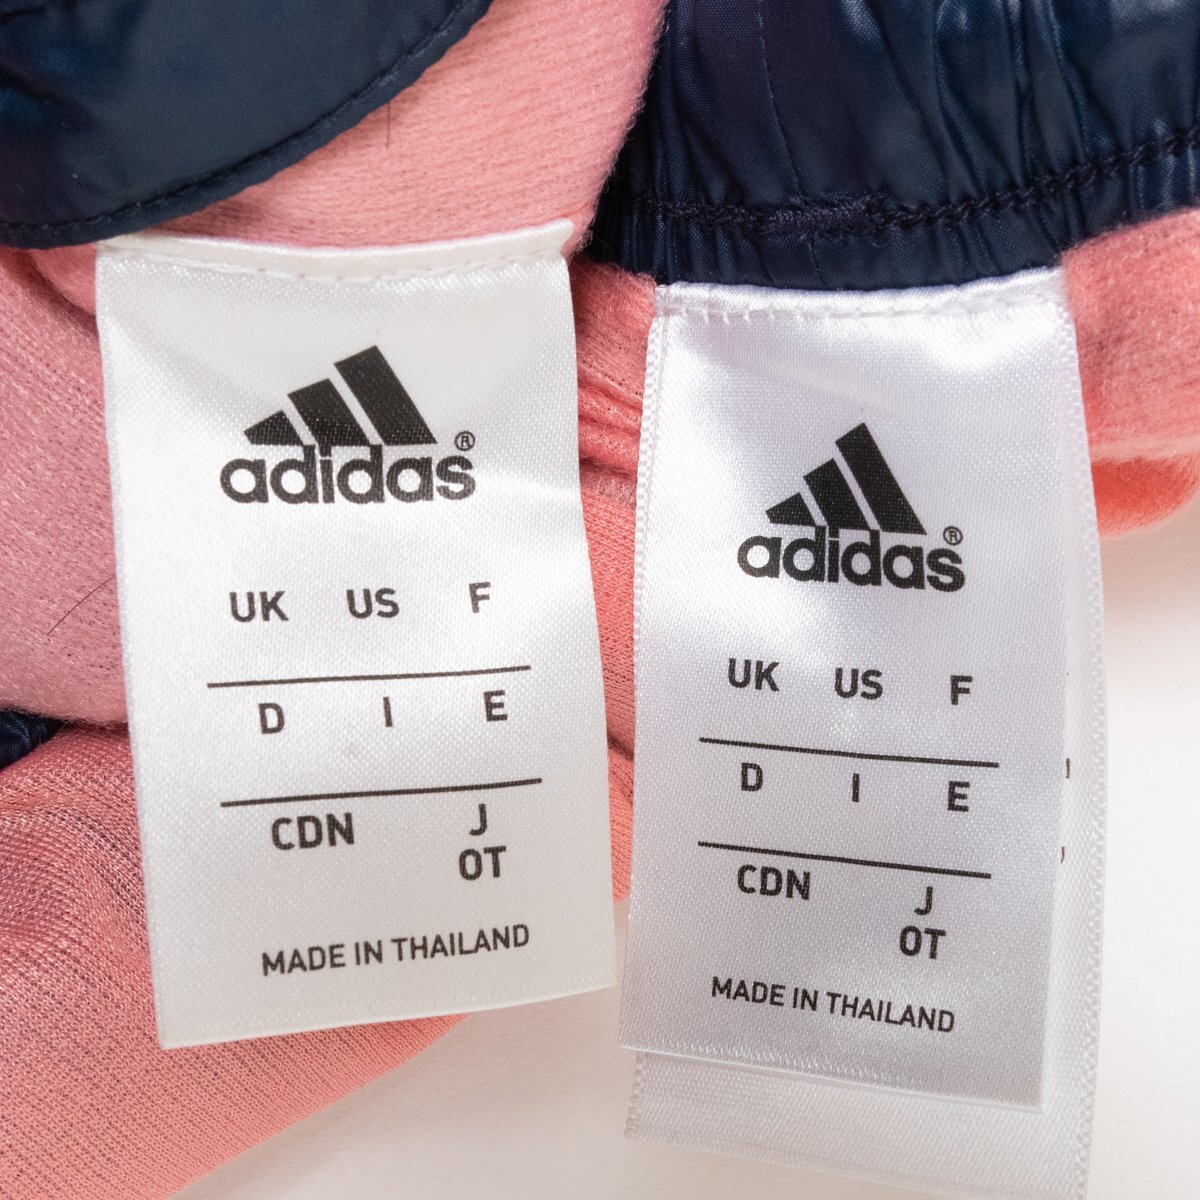 adidas®
UK US F
D I E
CDN J
OT
MADE IN THAILAND
adidas®
UK US F
D I E
CDN J
OT
MADE IN THAILAND